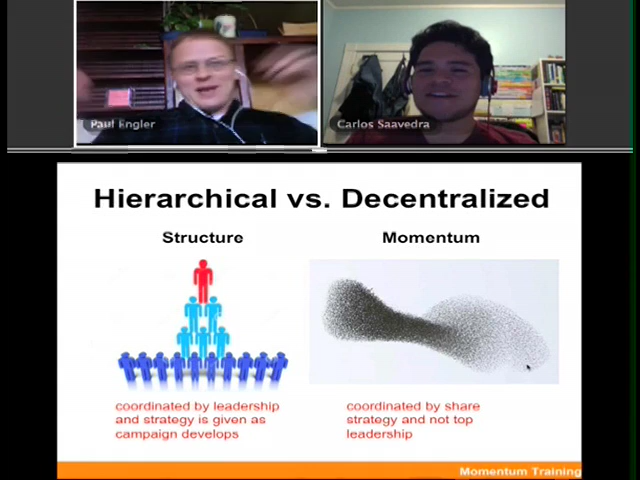 Paul Engler
Carlos Saavedra
Hierarchical vs. Decentralized
Structure
Momentum
coordinated by leadership
and strategy is given as
campaign develops
coordinated by share
strategy and not top
leadership
Momentum Training